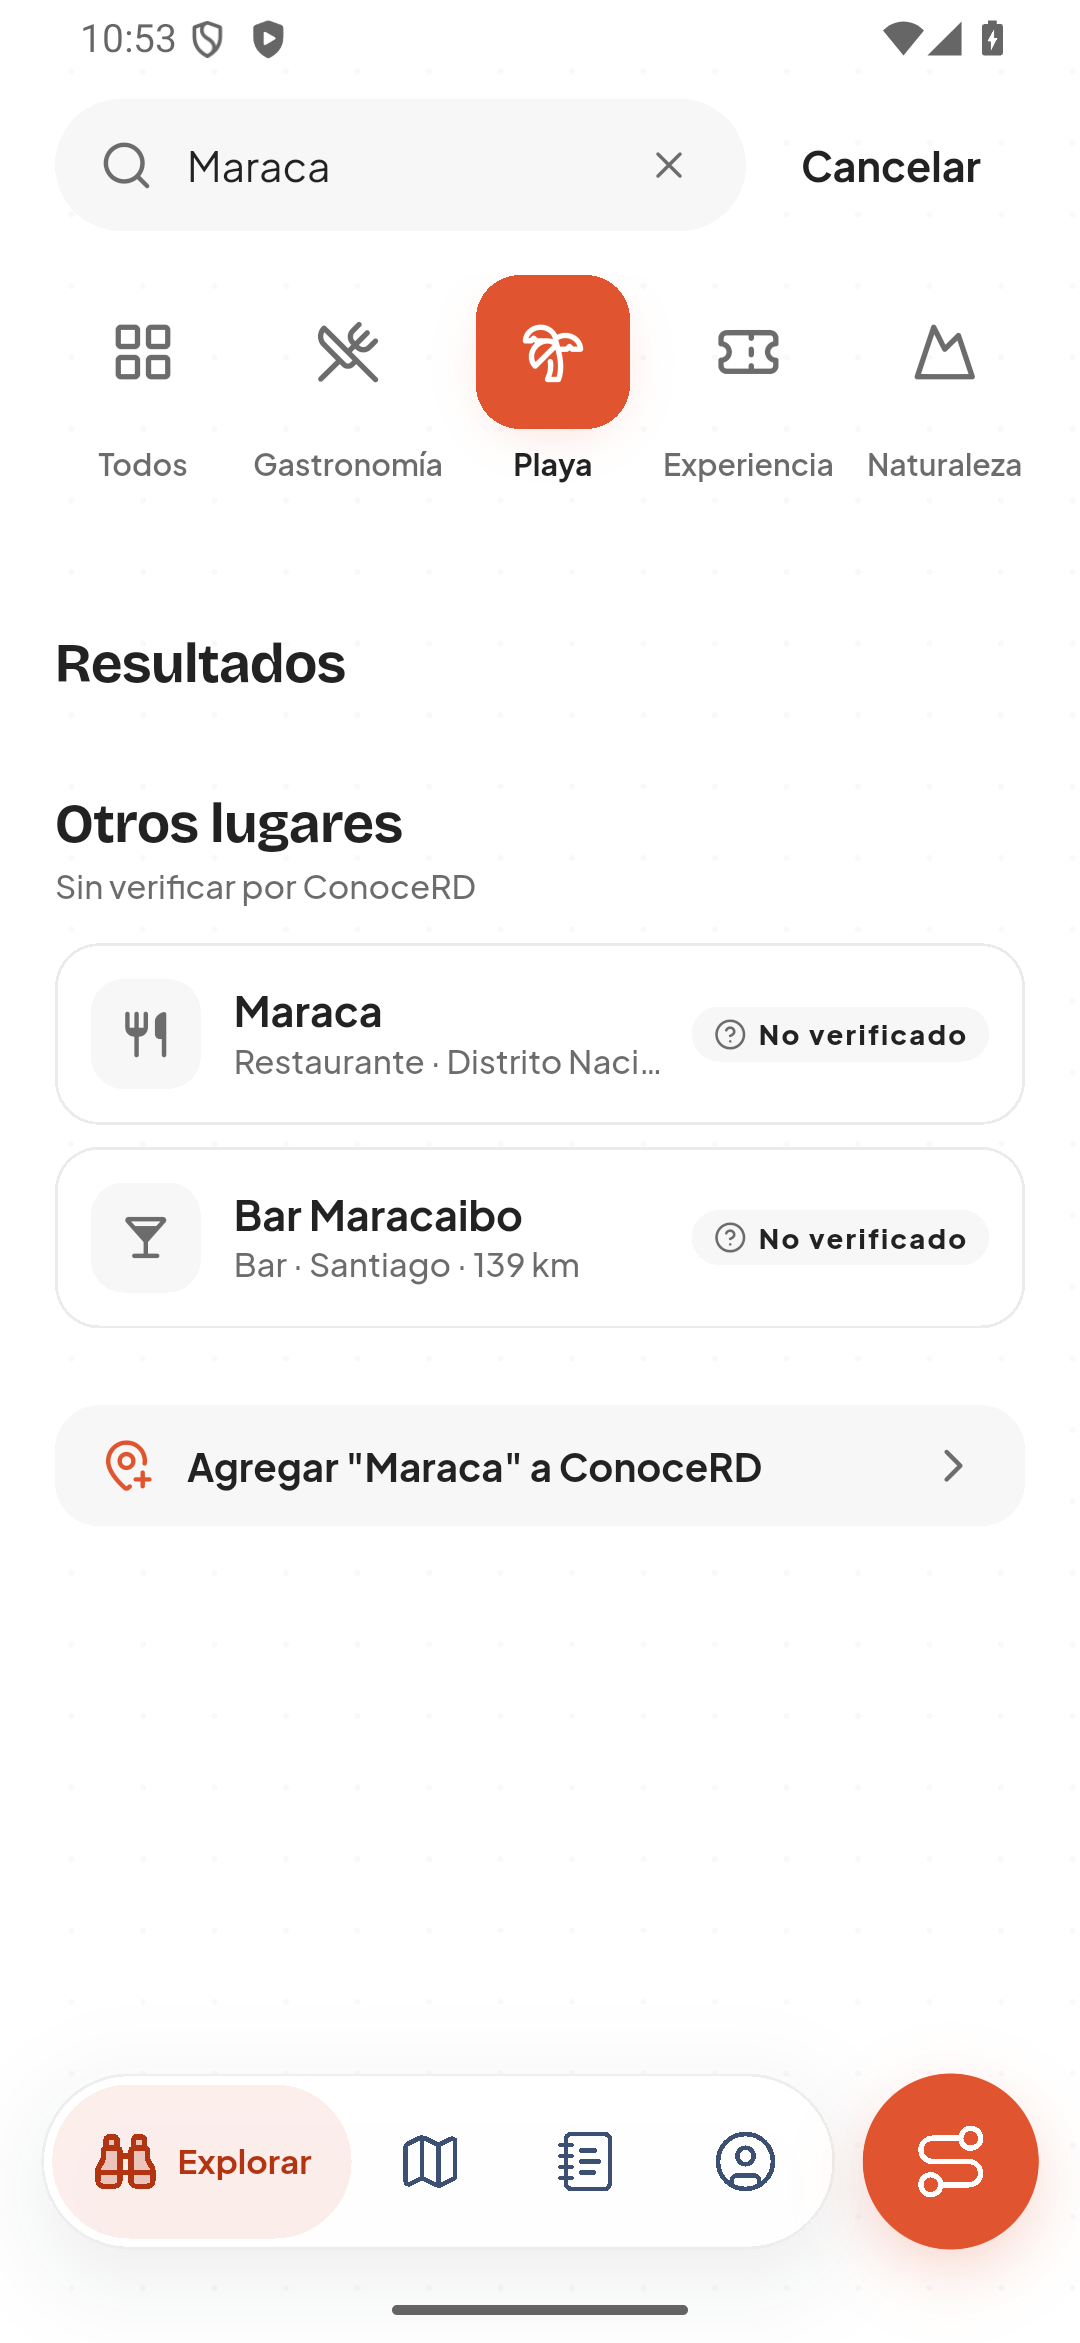 10:53
Maraca
Cancelar
Todos
Gastronomía
Playa
Experiencia
Naturaleza
Resultados
Otros lugares
Sin verificar por ConoceRD
Maraca
Restaurante · Distrito Naci...
No verificado
Bar Maracaibo
Bar · Santiago · 139 km
No verificado
Agregar "Maraca" a ConoceRD
Explorar